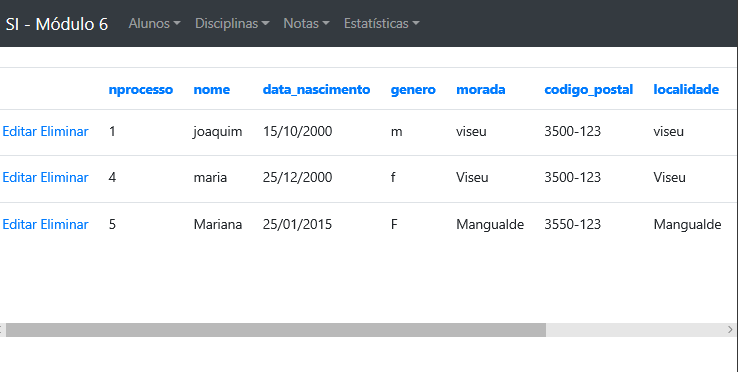 SI - Módulo 6 Alunos Disciplinas Notas Estatísticas
nprocesso nome data_nascimento genero morada codigo_postal localidade
Editar Eliminar 1 joaquim 15/10/2000 m viseu 3500-123 viseu
Editar Eliminar 4 maria 25/12/2000 f Viseu 3500-123 Viseu
Editar Eliminar 5 Mariana 25/01/2015 F Mangualde 3550-123 Mangualde